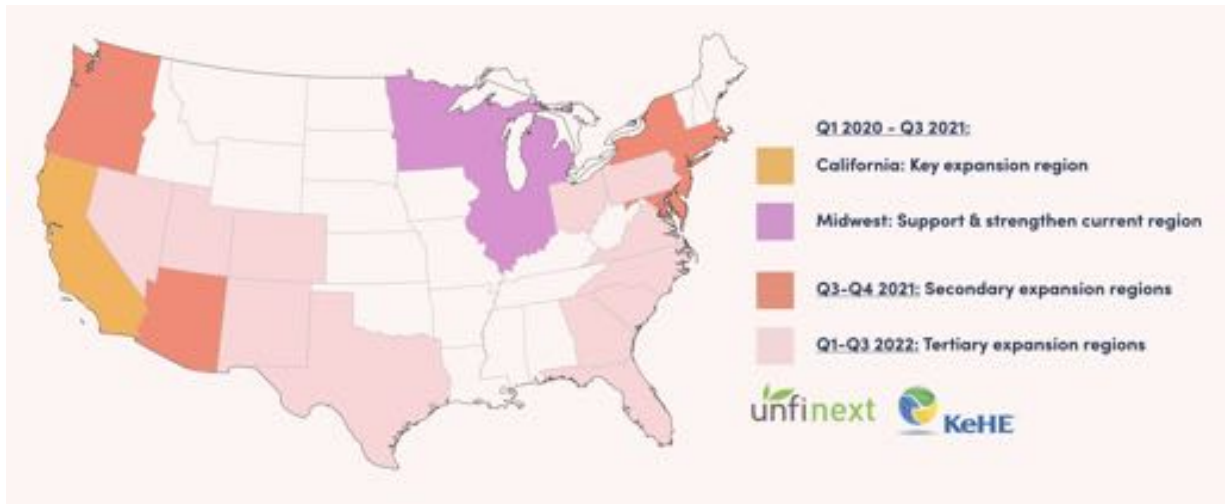 Q1 2020 - Q3 2021:
California: Key expansion region
Midwest: Support & strengthen current region
Q3-Q4 2021: Secondary expansion regions
Q1-Q3 2022: Tertiary expansion regions
unfinext
KeHE